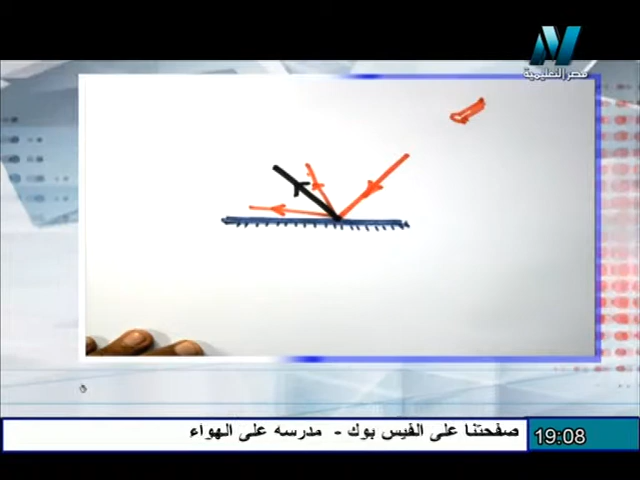 مصر التعليمية
صفحتنا على الفيس بوك - مدرسه على الهواء
19:08